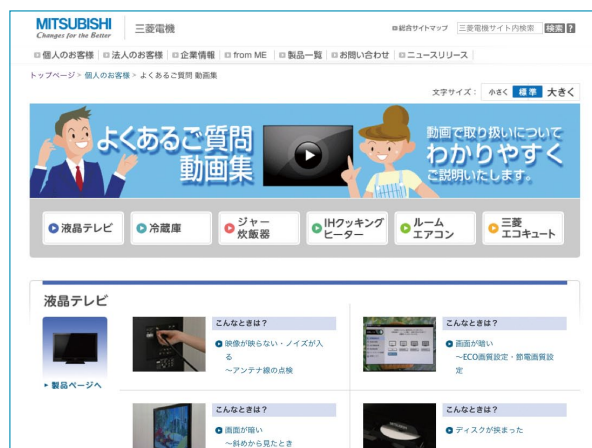 MITSUBISHI
Changes for the Better
三菱電機
総合サイトマップ
三菱電機サイト内検索
検索 ?
個人のお客様 法人のお客様 企業情報 from ME 製品一覧 お問い合わせ ニュースリリース
トップページ > 個人のお客様 > よくあるご質問 動画集
文字サイズ： 小さく 標準 大きく
よくあるご質問
動画集
動画で取り扱いについて
わかりやすく
ご説明いたします。
液晶テレビ
冷蔵庫
ジャー
炊飯器
IHクッキング
ヒーター
ルーム
エアコン
三菱
エコキュート
液晶テレビ
製品ページへ
こんなときは？
映像が映らない・ノイズが入
る
～アンテナ線の点検
こんなときは？
画面が暗い
～ECO画質設定・節電画質設
定
こんなときは？
画面が暗い
～斜めから見たとき
こんなときは？
ディスクが挟まった